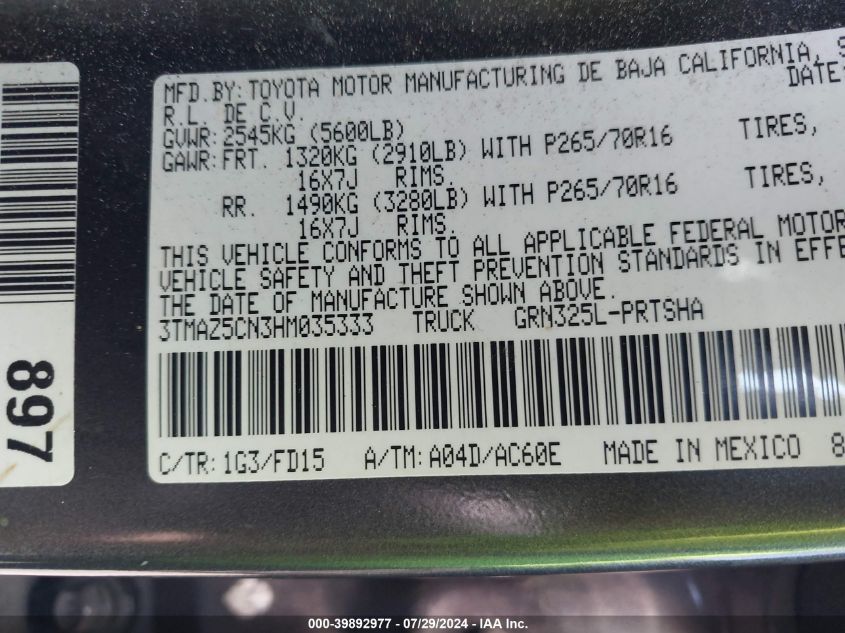 MFD.BY: TOYOTA MOTOR MANUFACTURING DE BAJA CALIFORNIA, S
R.L. DE C.V. DATE:
GVWR: 2545KG (5600LB)
GAWR: FRT. 1320KG (2910LB) WITH P265/70R16 TIRES,
16X7J RIMS.
RR. 1490KG (3280LB) WITH P265/70R16 TIRES,
16X7J RIMS.
THIS VEHICLE CONFORMS TO ALL APPLICABLE FEDERAL MOTOR
VEHICLE SAFETY AND THEFT PREVENTION STANDARDS IN EFFE
THE DATE OF MANUFACTURE SHOWN ABOVE.
3TMAZ5CN3HM035333 TRUCK GRN325L-PRTSHA
C/TR: 1G3/FD15 A/TM: A04D/AC60E MADE IN MEXICO 8
897
000-39892977 - 07/29/2024 - IAA Inc.